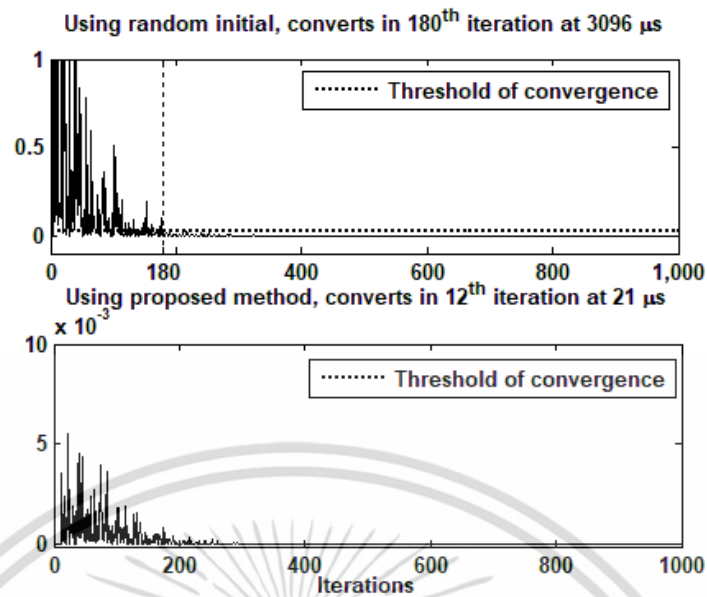 Using random initial, converts in 180th iteration at 3096 µs
1
Threshold of convergence
0.5
0
0 180 400 600 800 1,000
Using proposed method, converts in 12th iteration at 21 µs
x 10-3
10
Threshold of convergence
5
0
0 200 400 600 800 1000
Iterations